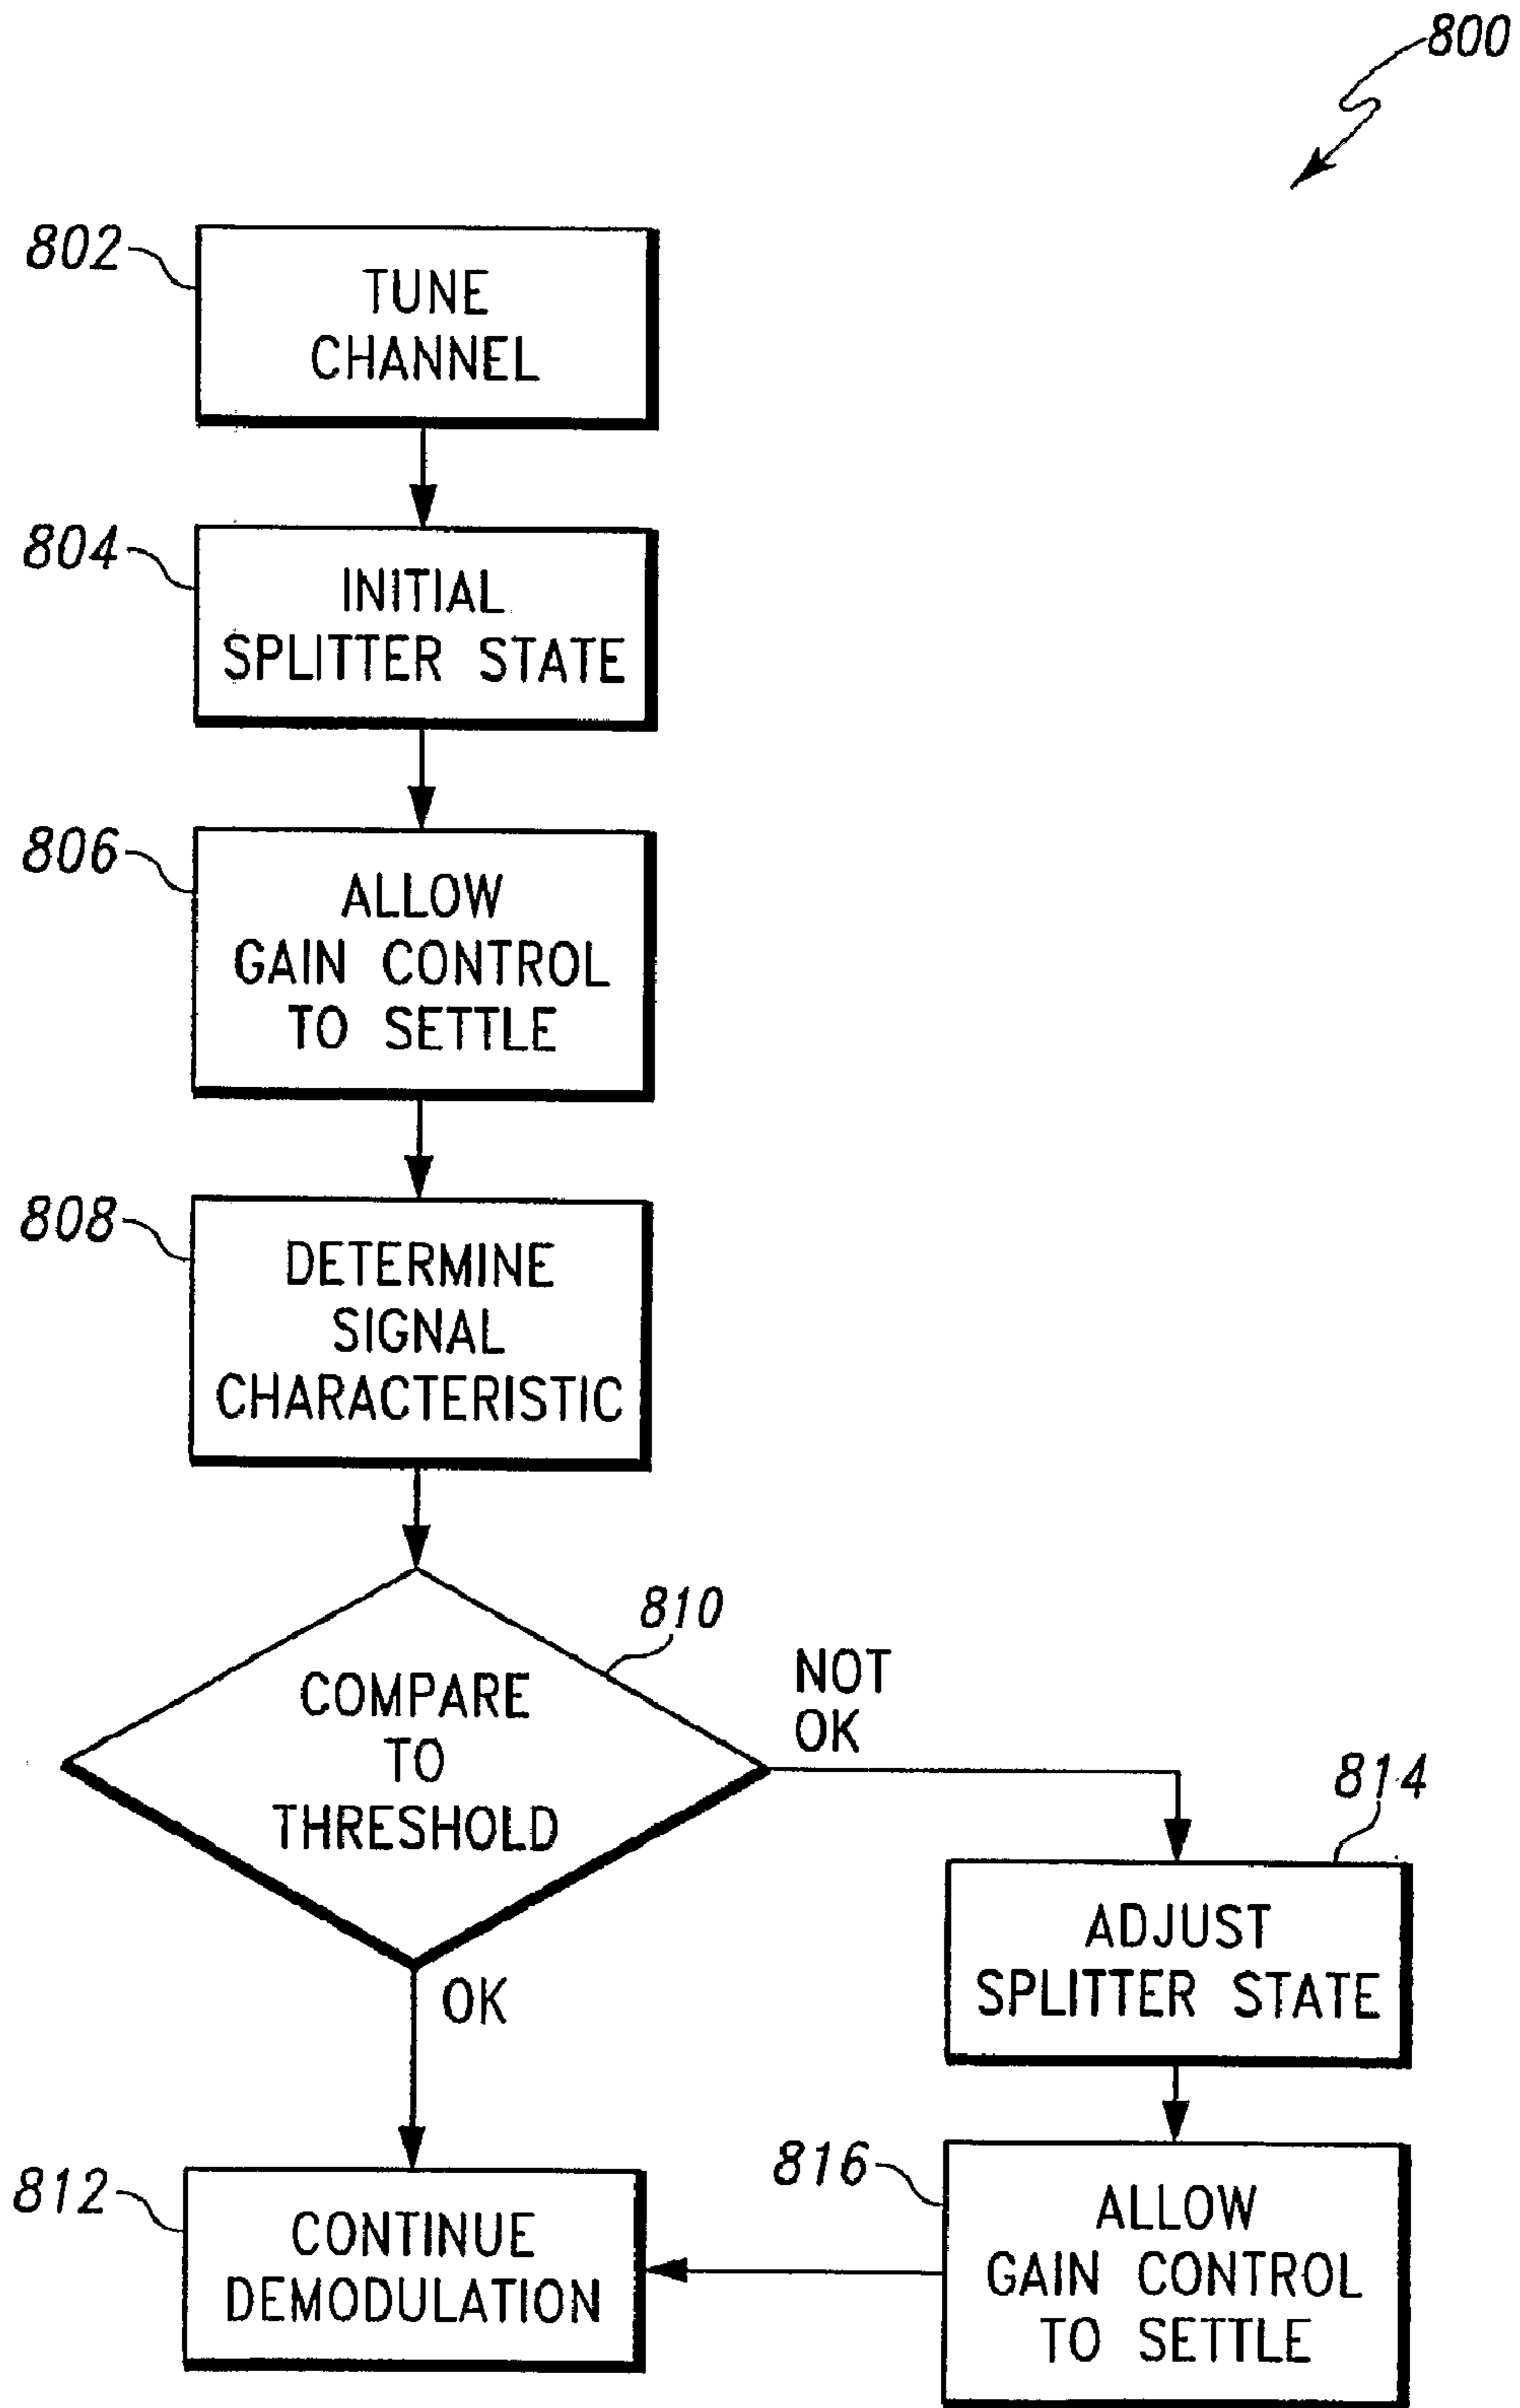 800
802
TUNE
CHANNEL
804
INITIAL
SPLITTER STATE
806
ALLOW
GAIN CONTROL
TO SETTLE
808
DETERMINE
SIGNAL
CHARACTERISTIC
810
COMPARE
TO
THRESHOLD
NOT
OK
OK
814
ADJUST
SPLITTER STATE
816
ALLOW
GAIN CONTROL
TO SETTLE
812
CONTINUE
DEMODULATION